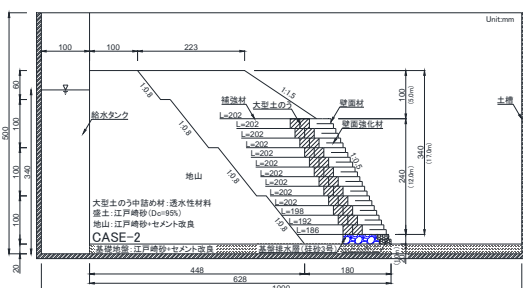 Unit:mm
100
100
223
60
1:1.5
1:0.8
補強材
大型土のう
壁面材
100
(5.0m)
土槽
給水タンク
L=202
壁面強化材
L=202
1:0.8
L=202
L=202
1:0.5
340
(17.0m)
500
340
100
100
100
地山
L=202
L=202
240
(12.0m)
L=202
1:0.8
L=202
大型土のう中詰め材:透水性材料
L=202
盛土:江戸崎砂(Dc=95%)
L=198
地山:江戸崎砂+セメント改良
L=192
CASE-2
L=186
基礎地盤:江戸崎砂+セメント改良
基盤排水層(硅砂3号)
20
448
180
628
1000